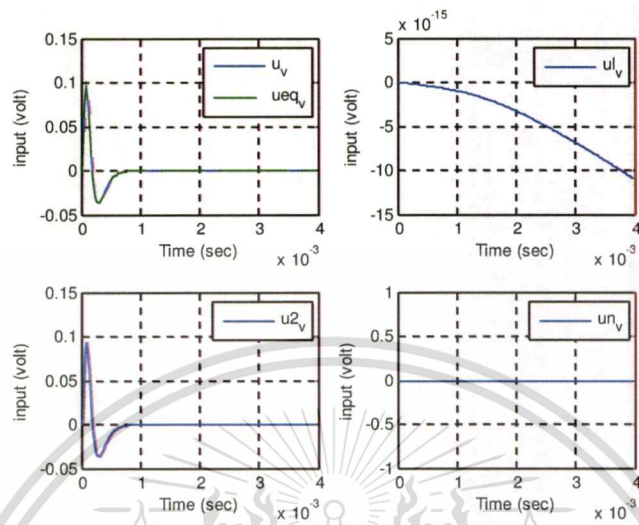 0.15
0.1
0.05
0
-0.05
input (volt)
u_v
ueq_v
0 1 2 3 4
Time (sec)
x 10^-3
x 10^-15
5
0
-5
-10
-15
input (volt)
ul_v
0 1 2 3 4
Time (sec)
x 10^-3
0.15
0.1
0.05
0
-0.05
input (volt)
u2_v
0 1 2 3 4
Time (sec)
x 10^-3
1
0.5
0
-0.5
-1
input (volt)
un_v
0 1 2 3 4
Time (sec)
x 10^-3